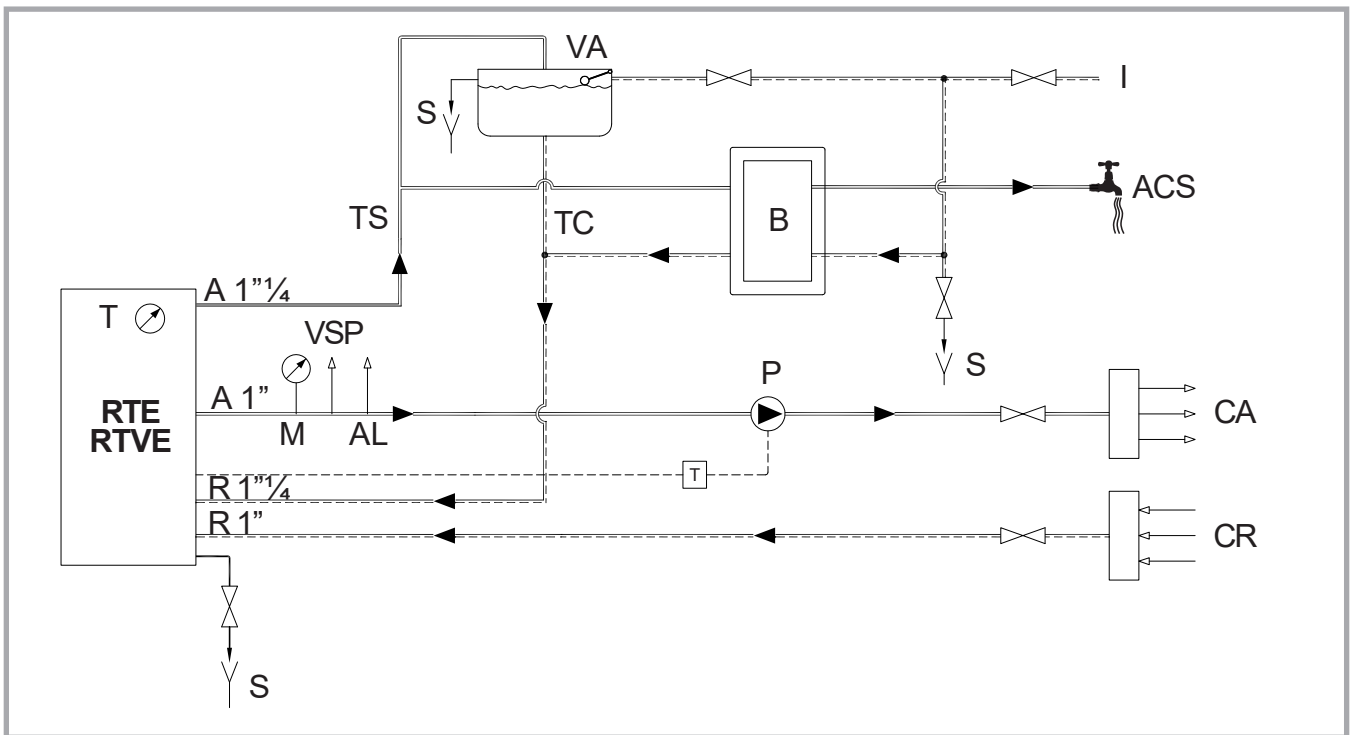 VA
I
S
ACS
TS
TC
B
A 1”¼
T
VSP
S
P
A 1”
RTE
RTVE
M
AL
CA
T
R 1”¼
R 1”
CR
S